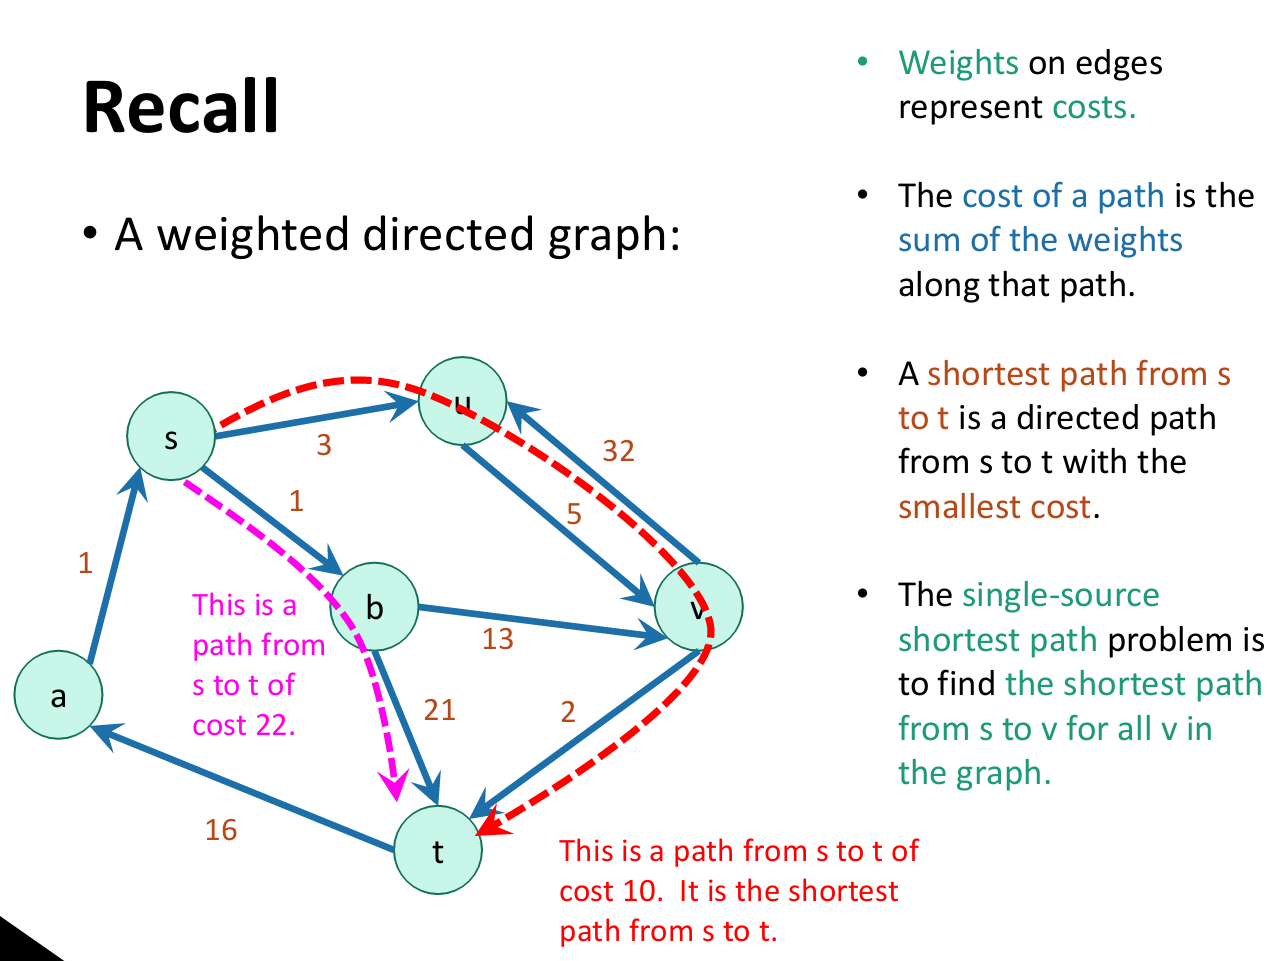 Recall
• A weighted directed graph:
s
u
3
32
1
5
1
b
v
13
This is a
path from
s to t of
cost 22.
a
21
2
16
t
This is a path from s to t of
cost 10. It is the shortest
path from s to t.
• Weights on edges
represent costs.
• The cost of a path is the
sum of the weights
along that path.
• A shortest path from s
to t is a directed path
from s to t with the
smallest cost.
• The single-source
shortest path problem is
to find the shortest path
from s to v for all v in
the graph.